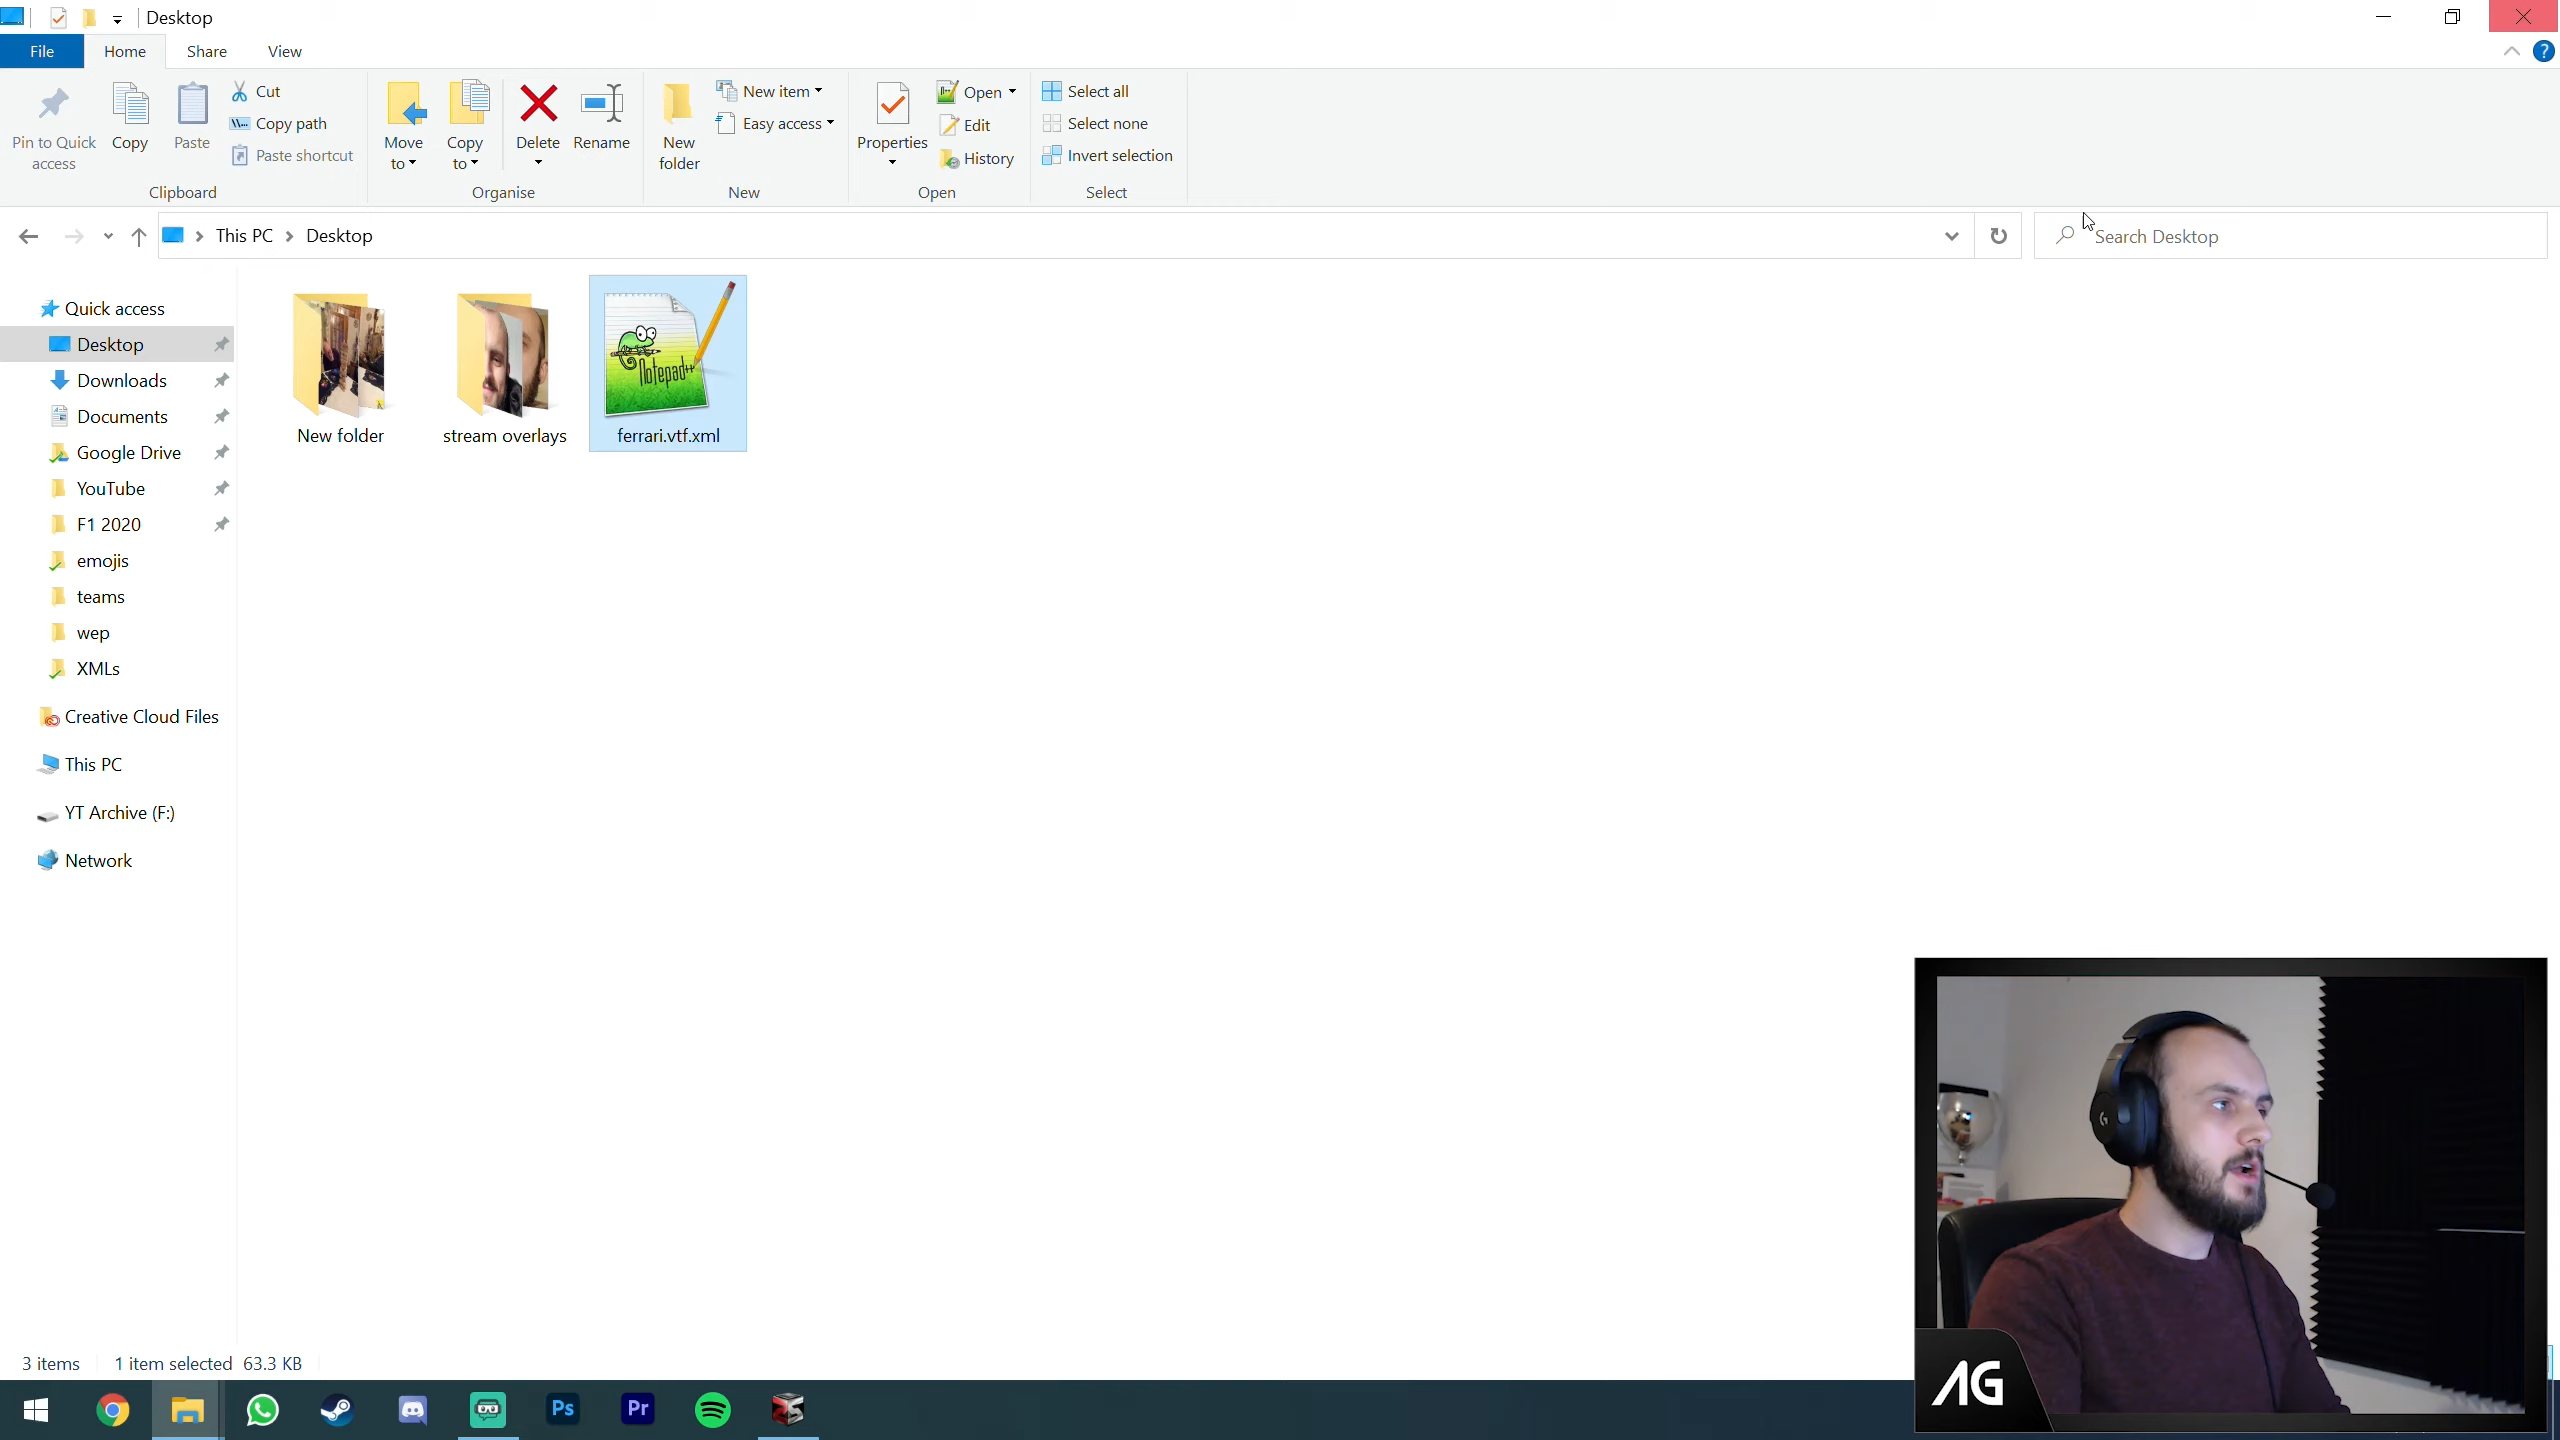 Desktop
File Home Share View
Pin to Quick access
Copy
Paste
Cut
Copy path
Paste shortcut
Clipboard
Move to
Copy to
Delete
Rename
Organise
New folder
New item
Easy access
New
Properties
Open
Edit
History
Open
Select all
Select none
Invert selection
Select
This PC Desktop
Search Desktop
Quick access
Desktop
Downloads
Documents
Google Drive
YouTube
F1 2020
emojis
teams
wep
XMLs
Creative Cloud Files
This PC
YT Archive (F:)
Network
Notepad++
New folder
stream overlays
ferrari.vtf.xml
3 items 1 item selected 63.3 KB
Ps
Pr
AG